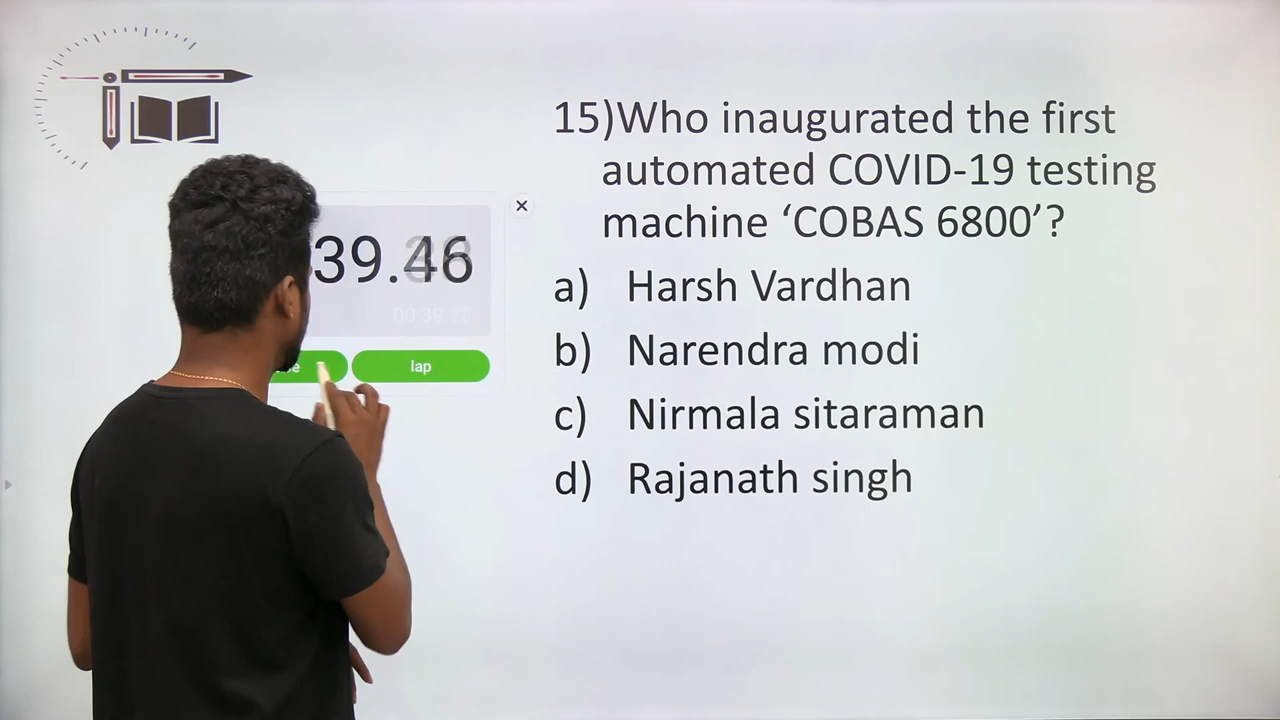 15)Who inaugurated the first
automated COVID-19 testing
machine ‘COBAS 6800’?
a) Harsh Vardhan
b) Narendra modi
c) Nirmala sitaraman
d) Rajanath singh
39.46
lap